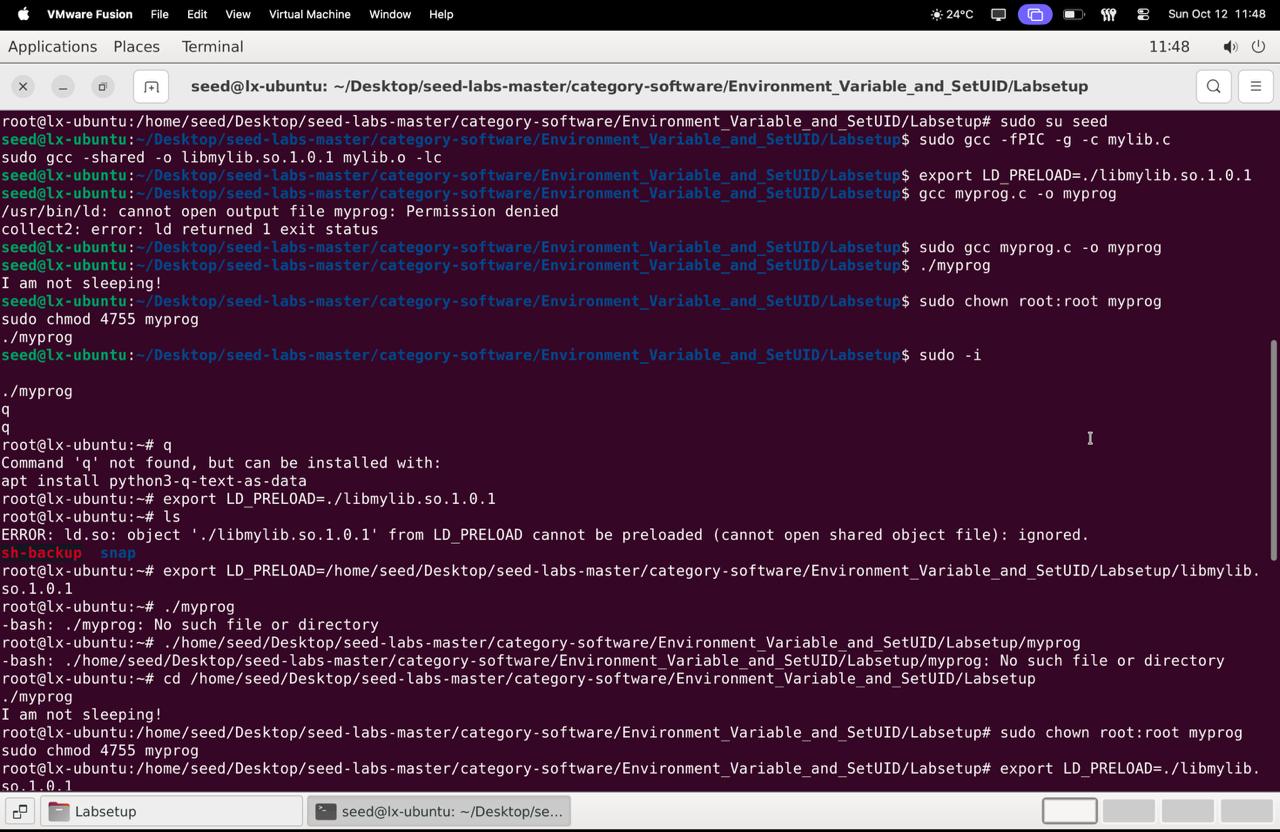 VMware Fusion File Edit View Virtual Machine Window Help 24°C Sun Oct 12 11:48
Applications Places Terminal 11:48
seed@lx-ubuntu: ~/Desktop/seed-labs-master/category-software/Environment_Variable_and_SetUID/Labsetup
root@lx-ubuntu:/home/seed/Desktop/seed-labs-master/category-software/Environment_Variable_and_SetUID/Labsetup# sudo su seed
seed@lx-ubuntu:~/Desktop/seed-labs-master/category-software/Environment_Variable_and_SetUID/Labsetup$ sudo gcc -fPIC -g -c mylib.c
sudo gcc -shared -o libmylib.so.1.0.1 mylib.o -lc
seed@lx-ubuntu:~/Desktop/seed-labs-master/category-software/Environment_Variable_and_SetUID/Labsetup$ export LD_PRELOAD=./libmylib.so.1.0.1
seed@lx-ubuntu:~/Desktop/seed-labs-master/category-software/Environment_Variable_and_SetUID/Labsetup$ gcc myprog.c -o myprog
/usr/bin/ld: cannot open output file myprog: Permission denied
collect2: error: ld returned 1 exit status
seed@lx-ubuntu:~/Desktop/seed-labs-master/category-software/Environment_Variable_and_SetUID/Labsetup$ sudo gcc myprog.c -o myprog
seed@lx-ubuntu:~/Desktop/seed-labs-master/category-software/Environment_Variable_and_SetUID/Labsetup$ ./myprog
I am not sleeping!
seed@lx-ubuntu:~/Desktop/seed-labs-master/category-software/Environment_Variable_and_SetUID/Labsetup$ sudo chown root:root myprog
sudo chmod 4755 myprog
./myprog
seed@lx-ubuntu:~/Desktop/seed-labs-master/category-software/Environment_Variable_and_SetUID/Labsetup$ sudo -i
./myprog
q
q
root@lx-ubuntu:~# q
Command 'q' not found, but can be installed with:
apt install python3-q-text-as-data
root@lx-ubuntu:~# export LD_PRELOAD=./libmylib.so.1.0.1
root@lx-ubuntu:~# ls
ERROR: ld.so: object './libmylib.so.1.0.1' from LD_PRELOAD cannot be preloaded (cannot open shared object file): ignored.
sh-backup snap
root@lx-ubuntu:~# export LD_PRELOAD=/home/seed/Desktop/seed-labs-master/category-software/Environment_Variable_and_SetUID/Labsetup/libmylib.
so.1.0.1
root@lx-ubuntu:~# ./myprog
-bash: ./myprog: No such file or directory
root@lx-ubuntu:~# ./home/seed/Desktop/seed-labs-master/category-software/Environment_Variable_and_SetUID/Labsetup/myprog
-bash: ./home/seed/Desktop/seed-labs-master/category-software/Environment_Variable_and_SetUID/Labsetup/myprog: No such file or directory
root@lx-ubuntu:~# cd /home/seed/Desktop/seed-labs-master/category-software/Environment_Variable_and_SetUID/Labsetup
./myprog
I am not sleeping!
root@lx-ubuntu:/home/seed/Desktop/seed-labs-master/category-software/Environment_Variable_and_SetUID/Labsetup# sudo chown root:root myprog
sudo chmod 4755 myprog
root@lx-ubuntu:/home/seed/Desktop/seed-labs-master/category-software/Environment_Variable_and_SetUID/Labsetup# export LD_PRELOAD=./libmylib.
so.1.0.1
Labsetup seed@lx-ubuntu: ~/Desktop/se...